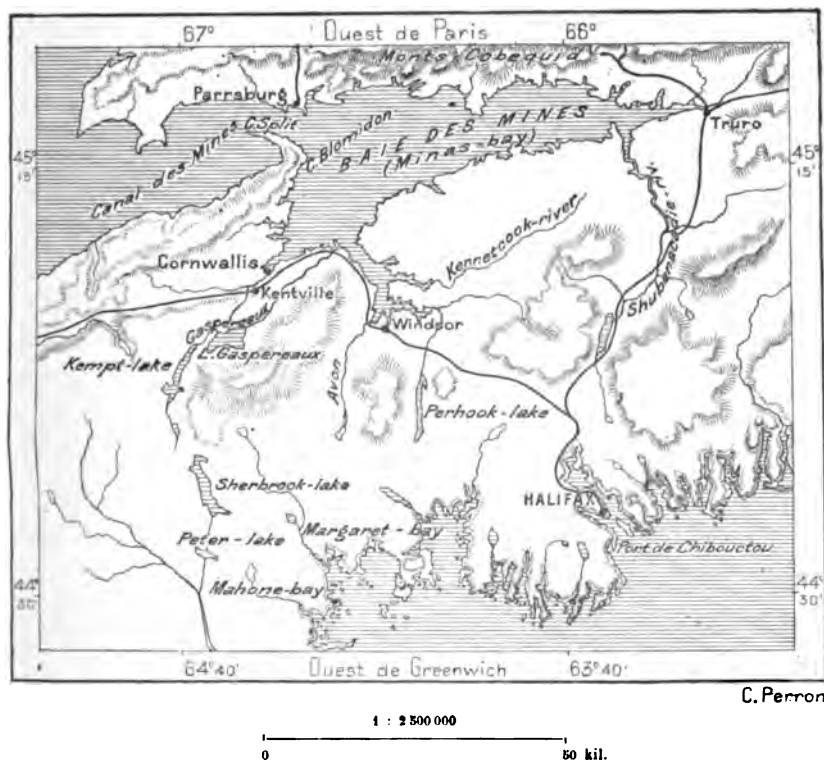 67° Ouest de Paris 66°
Monts Cobequid
Parrsburg
Truro
C. Split
C. Blomidon
BAIE DES MINES
(Minas-bay)
Canal des Mines
45° 15'
45° 15'
Kennetcook-river
Shubenacadie-riv.
Cornwallis
Kentville
Gaspereaux
Windsor
L. Gaspereaux
Kempt-lake
Avon
Perhook-lake
Sherbrook-lake
HALIFAX
Margaret-bay
Peter-lake
Port de Chibouctou
Mahone-bay
44° 30'
44° 30'
64°40' Ouest de Greenwich 63°40'
C. Perron
1 : 2 500 000
0 50 kil.